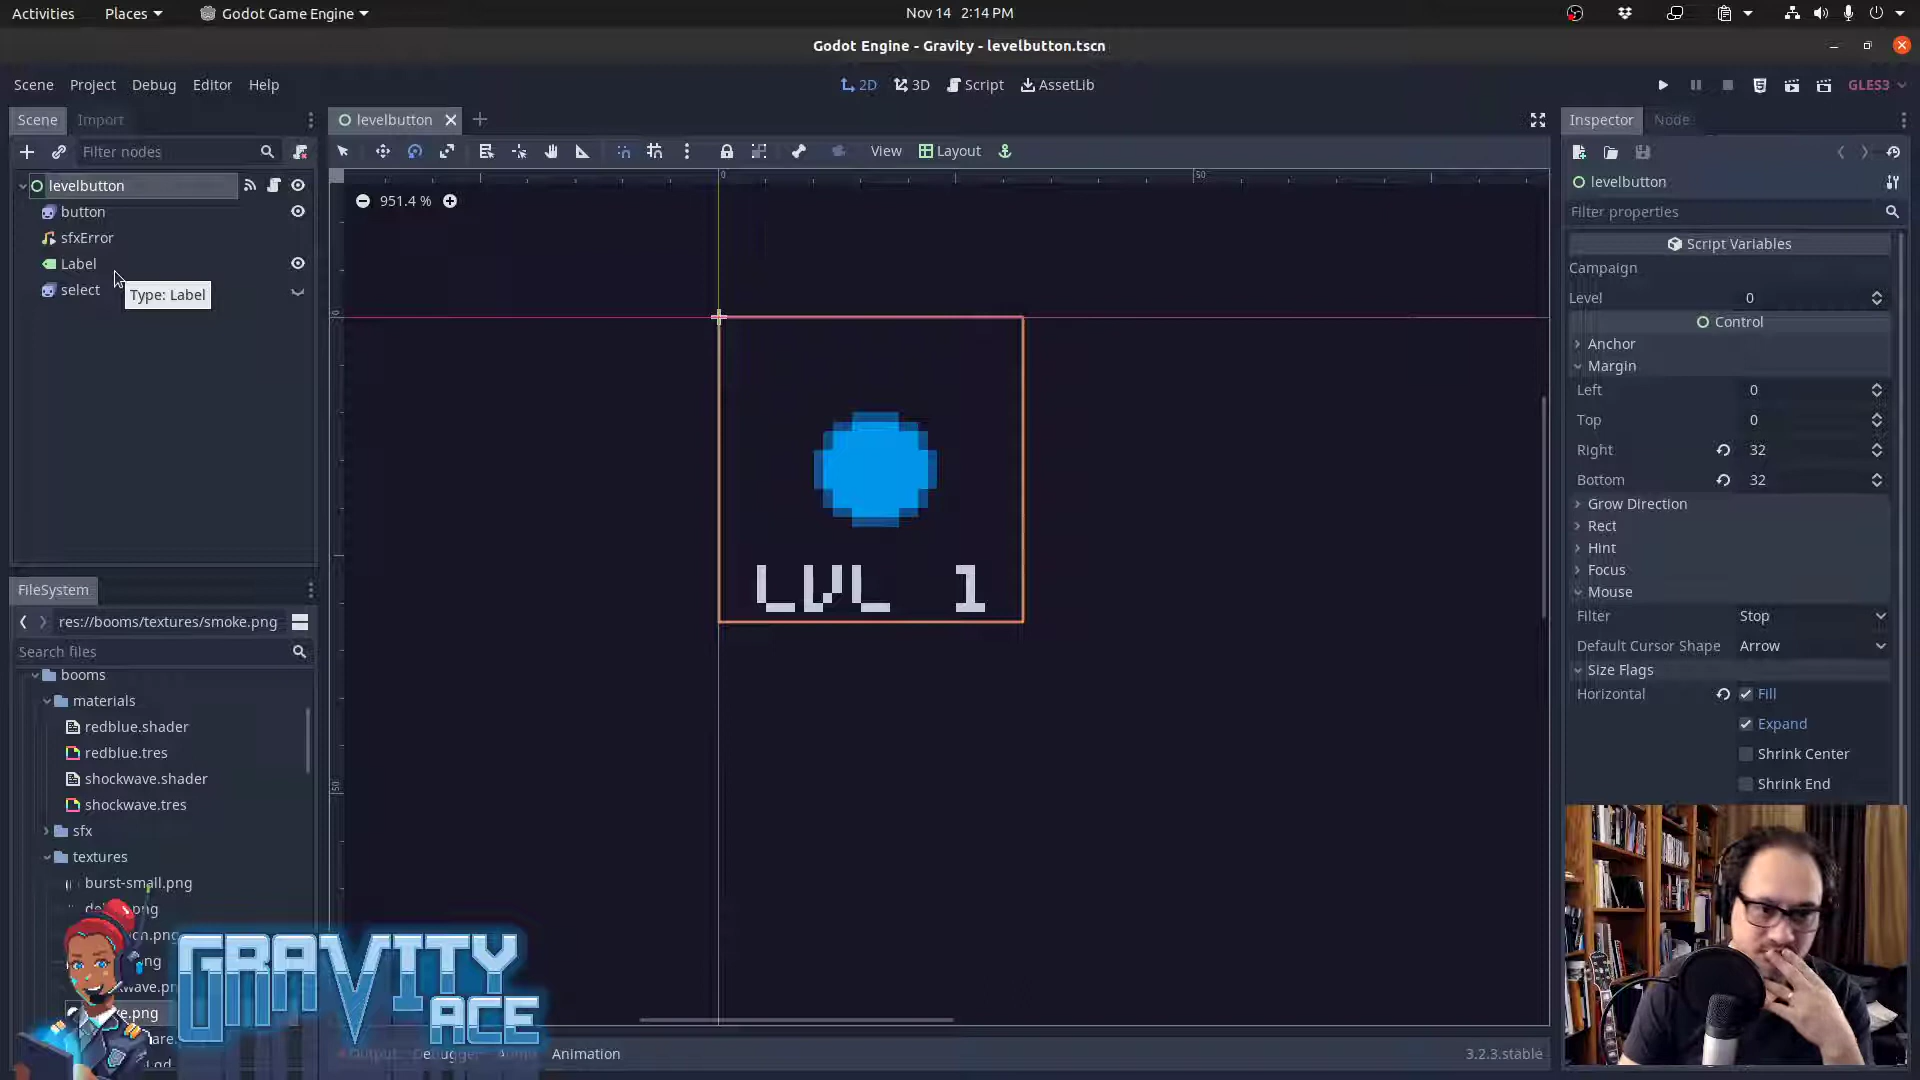 Activities Places Godot Game Engine Nov 14 2:14 PM
Godot Engine - Gravity - levelbutton.tscn
Scene Project Debug Editor Help 2D 3D Script AssetLib GLES3
Scene Import levelbutton Inspector Node
Filter nodes View Layout
levelbutton
button
sfxError
Label
select
Type: Label
951.4 %
0
50
0
50
LVL 1
levelbutton
Filter properties
Script Variables
Campaign
Level 0
Control
Anchor
Margin
Left 0
Top 0
Right 32
Bottom 32
Grow Direction
Rect
Hint
Focus
Mouse
Filter Stop
Default Cursor Shape Arrow
Size Flags
Horizontal Fill
Expand
Shrink Center
Shrink End
FileSystem
res://booms/textures/smoke.png
Search files
booms
materials
redblue.shader
redblue.tres
shockwave.shader
shockwave.tres
sfx
textures
burst-small.png
GRAVITY
ACE
Output Debugger Animation
3.2.3.stable